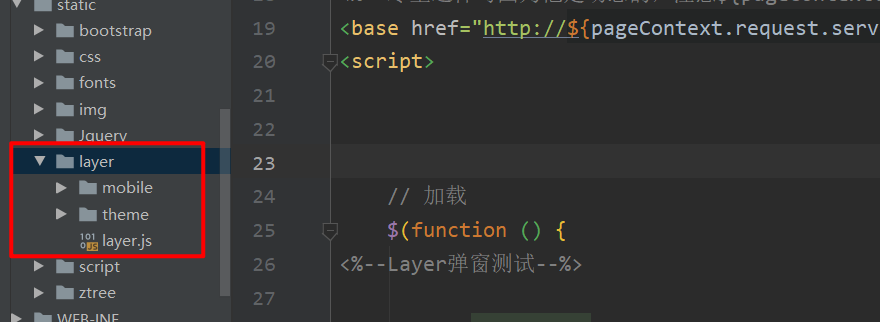 static
bootstrap
css
fonts
img
Jquery
layer
mobile
theme
layer.js
script
ztree
WEB-INF
19 <base href="http://${pageContext.request.serv
20 <script>
21
22
23
24 // 加载
25 $(function () {
26 <%--Layer弹窗测试--%>
27